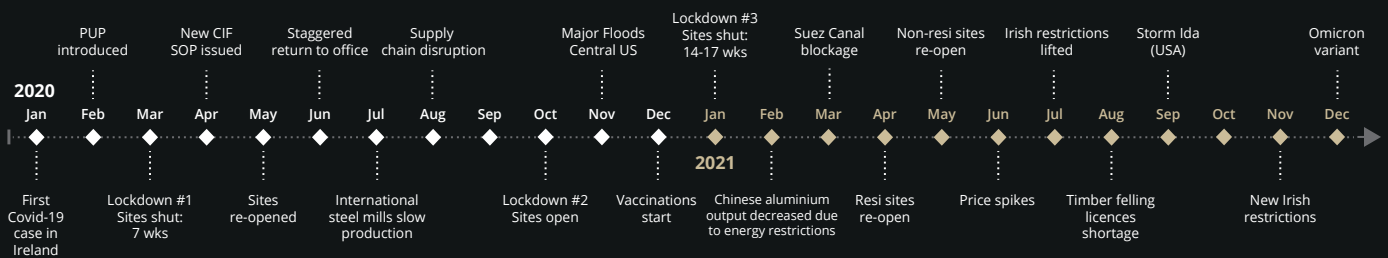 PUP
introduced
New CIF
SOP issued
Staggered
return to office
Supply
chain disruption
Major Floods
Central US
Lockdown #3
Sites shut:
14-17 wks
Suez Canal
blockage
Non-resi sites
re-open
Irish restrictions
lifted
Storm Ida
(USA)
Omicron
variant
2020
Jan Feb Mar Apr May Jun Jul Aug Sep Oct Nov Dec Jan Feb Mar Apr May Jun Jul Aug Sep Oct Nov Dec
2021
First
Covid-19
case in
Ireland
Lockdown #1
Sites shut:
7 wks
Sites
re-opened
International
steel mills slow
production
Lockdown #2
Sites open
Vaccinations
start
Chinese aluminium
output decreased due
to energy restrictions
Resi sites
re-open
Price spikes
Timber felling
licences
shortage
New Irish
restrictions